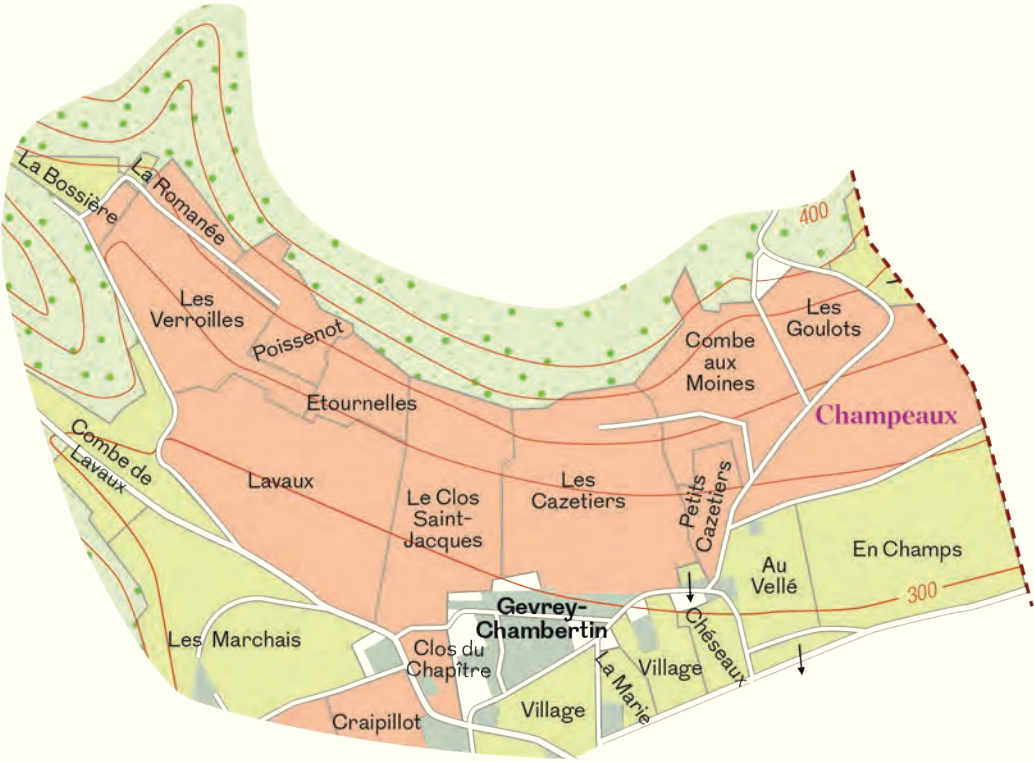 La Bossière
La Romanée
400
Les
Verroilles
Poissenot
Les
Goulots
Combe
aux
Moines
Etournelles
Champeaux
Combe de
Lavaux
Lavaux
Le Clos
Saint-
Jacques
Les
Cazetiers
Petits
Cazetiers
En Champs
Au
Vellé
300
Gevrey-
Chambertin
Les Marchais
Clos du
Chapître
Chéseaux
La Marie
Village
Village
Craipillot